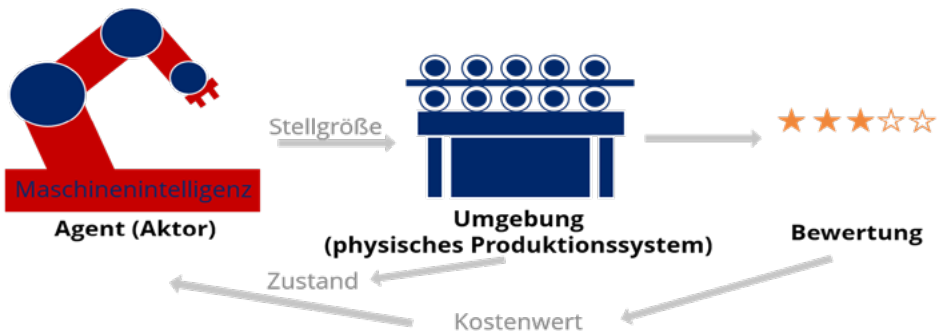 Stellgröße
Maschinenintelligenz
Agent (Aktor)
Umgebung
(physisches Produktionssystem)
Bewertung
Zustand
Kostenwert